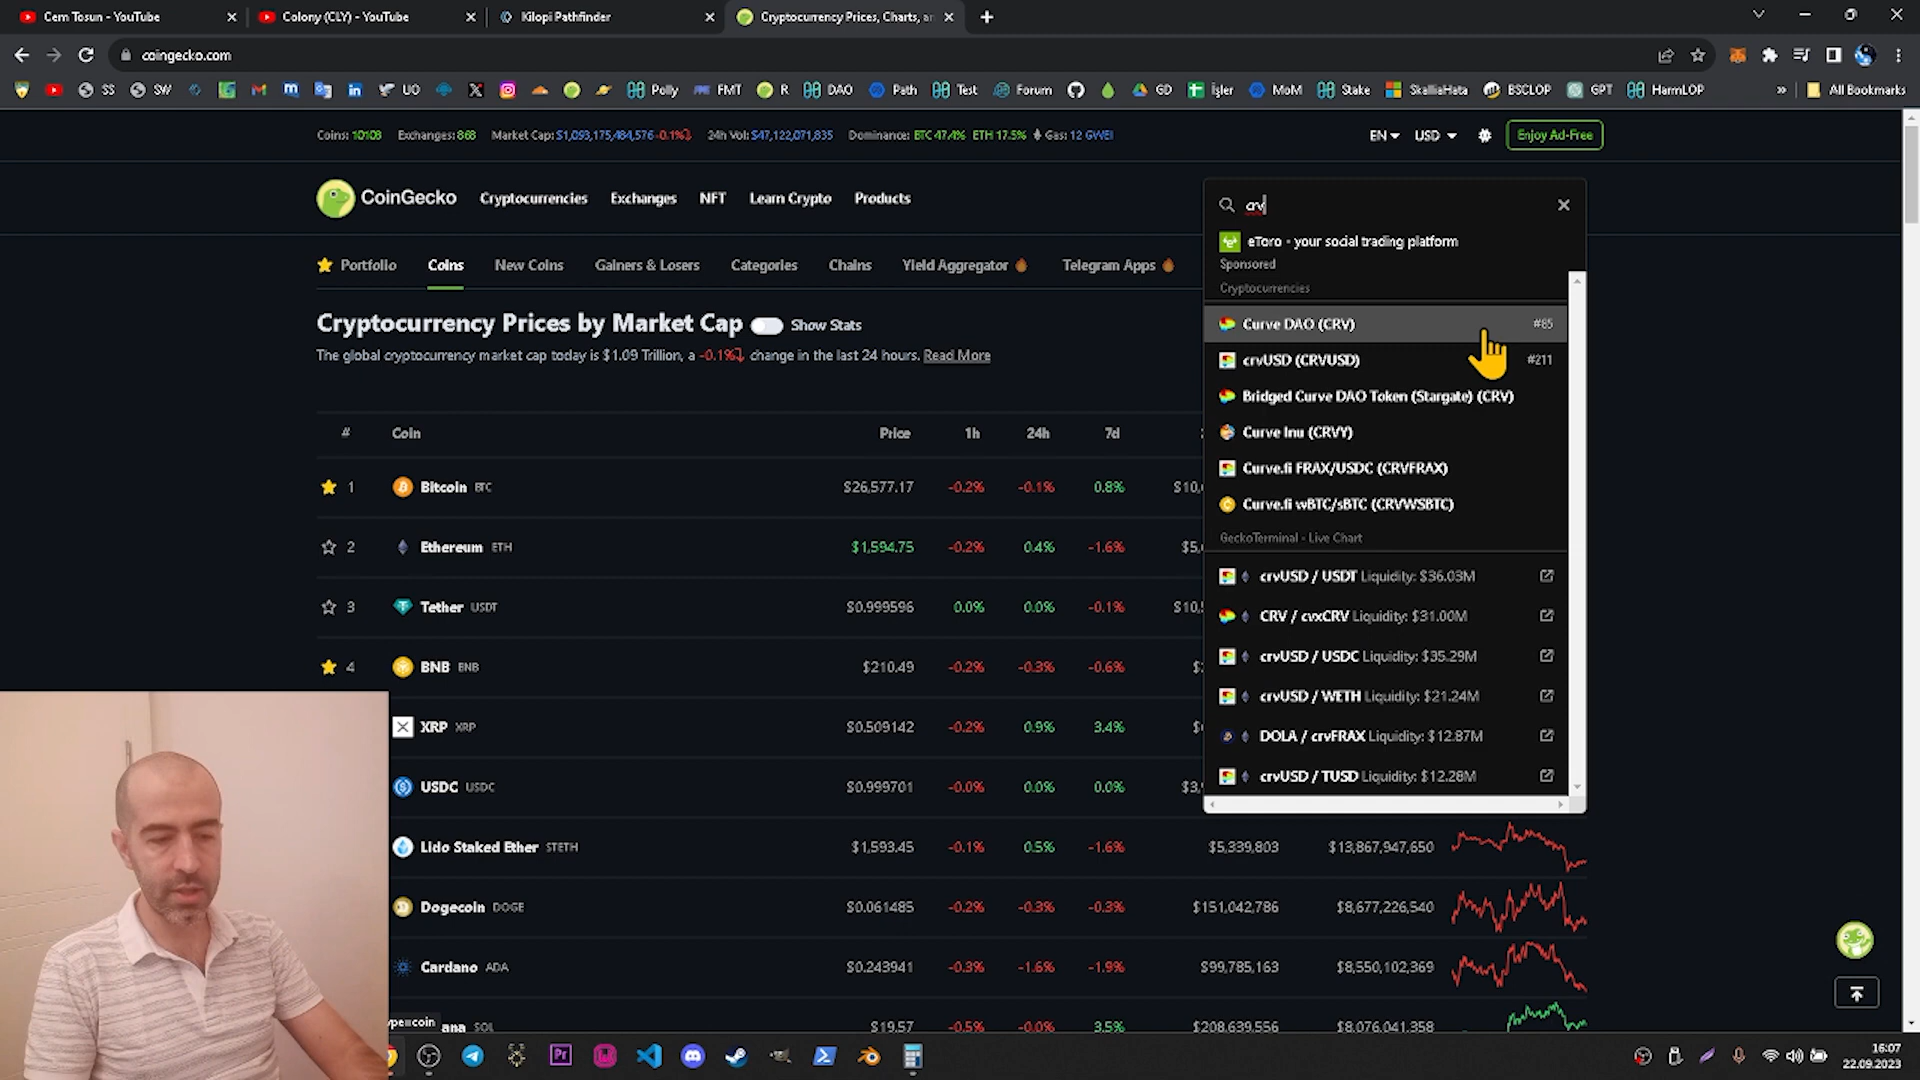 Cem Tosun - YouTube
Colony (CLY) - YouTube
Kilopi Pathfinder
Cryptocurrency Prices, Charts, an
coingecko.com
SS
SW
UO
Polly
FMT
R
DAO
Path
Test
Forum
GD
İşler
MoM
Stake
SkalliaHata
BSCLOP
GPT
HarmLOP
»
All Bookmarks
Coins: 10103 Exchanges: 868 Market Cap: $1,093,175,484,576 -0.1% 24h Vol: $47,122,071,835 Dominance: BTC 47.4% ETH 17.5% Gas: 12 GWEI
EN USD Enjoy Ad-Free
CoinGecko Cryptocurrencies Exchanges NFT Learn Crypto Products
crv
eToro - your social trading platform
Sponsored
Portfolio Coins New Coins Gainers & Losers Categories Chains Yield Aggregator Telegram Apps
Cryptocurrencies
Cryptocurrency Prices by Market Cap Show Stats
The global cryptocurrency market cap today is $1.09 Trillion, a -0.1% change in the last 24 hours. Read More
Curve DAO (CRV) #85
crvUSD (CRVUSD) #211
Bridged Curve DAO Token (Stargate) (CRV)
Curve Inu (CRVY)
Curve.fi FRAX/USDC (CRVFRAX)
Curve.fi wBTC/sBTC (CRVWSBTC)
GeckoTerminal - Live Chart
crvUSD / USDT Liquidity: $36.03M
CRV / cvxCRV Liquidity: $31.00M
crvUSD / USDC Liquidity: $35.29M
crvUSD / WETH Liquidity: $21.24M
DOLA / crvFRAX Liquidity: $12.87M
crvUSD / TUSD Liquidity: $12.28M
# Coin Price 1h 24h 7d
1 Bitcoin BTC $26,577.17 -0.2% -0.1% 0.8%
2 Ethereum ETH $1,594.75 -0.2% 0.4% -1.6%
3 Tether USDT $0.999596 0.0% 0.0% -0.1%
4 BNB BNB $210.49 -0.2% -0.3% -0.6%
XRP XRP $0.509142 -0.2% 0.9% 3.4%
USDC USDC $0.999701 -0.0% 0.0% 0.0%
Lido Staked Ether STETH $1,593.45 -0.1% 0.5% -1.6% $5,339,803 $13,867,947,650
Dogecoin DOGE $0.061485 -0.2% -0.3% -0.3% $151,042,786 $8,677,226,540
Cardano ADA $0.243941 -0.3% -1.6% -1.9% $99,785,163 $8,550,102,369
ana SOL $19.57 -0.5% -0.0% 3.5% $208,639,556 $8,076,041,358
16:07
22.09.2023